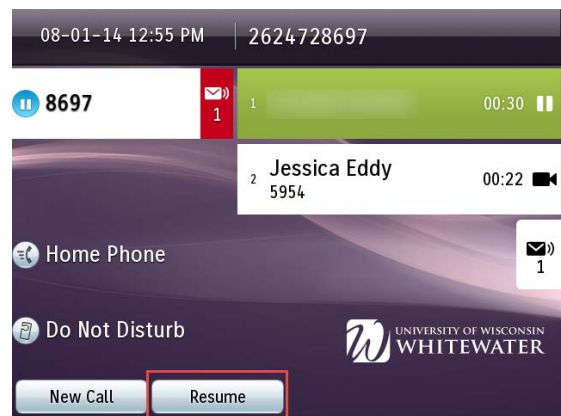 08-01-14 12:55 PM 2624728697
8697 1
1 00:30
2 Jessica Eddy 00:22
5954
Home Phone
1
Do Not Disturb
UNIVERSITY OF WISCONSIN
WHITEWATER
New Call Resume